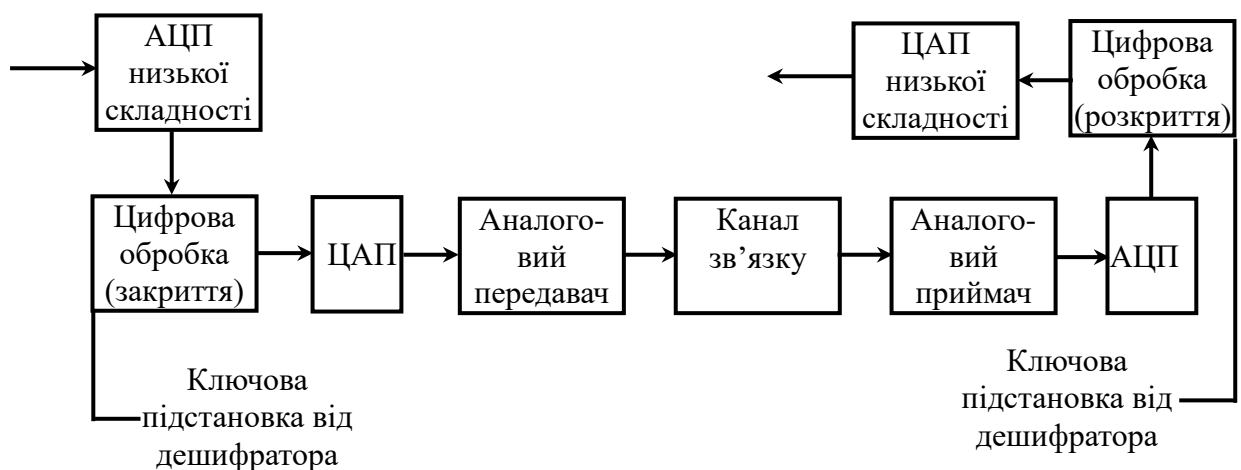 АЦП
низької
складності
ЦАП
низької
складності
Цифрова
обробка
(розкриття)
Цифрова
обробка
(закриття)
ЦАП
Аналого-
вий
передавач
Канал
зв’язку
Аналого-
вий
приймач
АЦП
Ключова
підстановка від
дешифратора
Ключова
підстановка від
дешифратора